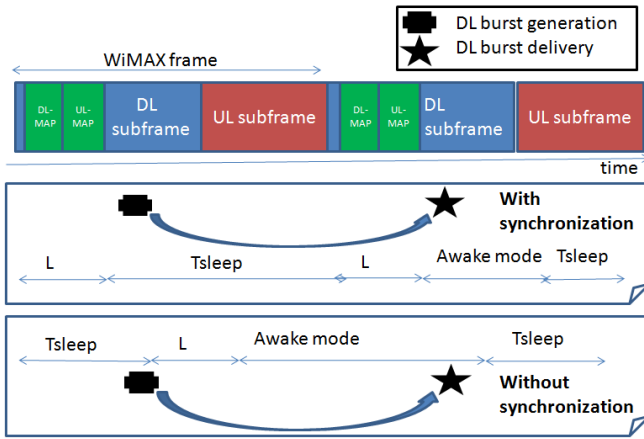 DL burst generation
DL burst delivery
WiMAX frame
DL-
MAP
UL-
MAP
DL
subframe
UL subframe
DL-
MAP
UL-
MAP
DL
subframe
UL subframe
time
With
synchronization
L
Tsleep
L
Awake mode
Tsleep
Tsleep
L
Awake mode
Tsleep
Without
synchronization